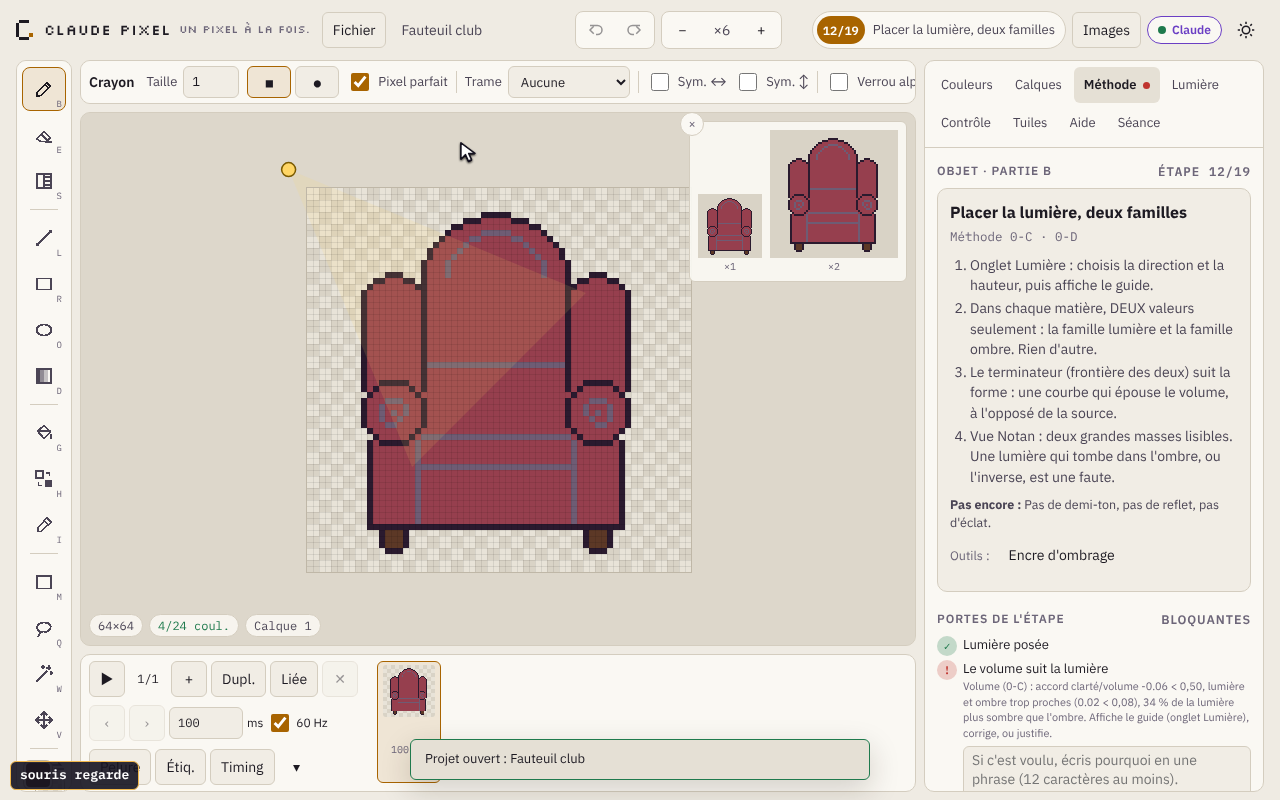 CLAUDE PIXEL UN PIXEL À LA FOIS. Fichier Fauteuil club − ×6 + 12/19 Placer la lumière, deux familles Images Claude
Crayon Taille 1 Pixel parfait Trame Aucune Sym. ↔ Sym. ↕ Verrou alp
B
E
S
L
R
O
D
G
H
I
M
Q
W
V
×
×1 ×2
64×64 4/24 coul. Calque 1
1/1 + Dupl. Liée ×
‹ › 100 ms 60 Hz
Étiq. Timing ▼
100
Projet ouvert : Fauteuil club
souris regarde
Couleurs Calques Méthode Lumière
Contrôle Tuiles Aide Séance
OBJET · PARTIE B ÉTAPE 12/19
Placer la lumière, deux familles
Méthode 0-C · 0-D
1. Onglet Lumière : choisis la direction et la
hauteur, puis affiche le guide.
2. Dans chaque matière, DEUX valeurs
seulement : la famille lumière et la famille
ombre. Rien d'autre.
3. Le terminateur (frontière des deux) suit la
forme : une courbe qui épouse le volume,
à l'opposé de la source.
4. Vue Notan : deux grandes masses lisibles.
Une lumière qui tombe dans l'ombre, ou
l'inverse, est une faute.
Pas encore : Pas de demi-ton, pas de reflet, pas
d'éclat.
Outils : Encre d'ombrage
PORTES DE L'ÉTAPE BLOQUANTES
✓ Lumière posée
! Le volume suit la lumière
Volume (0-C) : accord clarté/volume -0.06 < 0,50, lumière
et ombre trop proches (0.02 < 0,08), 34 % de la lumière
plus sombre que l'ombre. Affiche le guide (onglet Lumière),
corrige, ou justifie.
Si c'est voulu, écris pourquoi en une
phrase (12 caractères au moins).